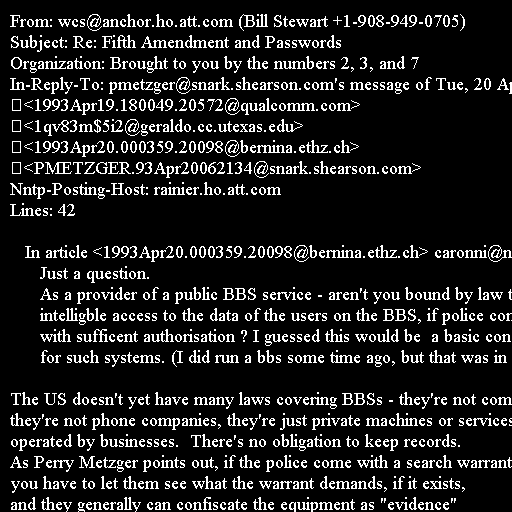 From: wcs@anchor.ho.att.com (Bill Stewart +1-908-949-0705)
Subject: Re: Fifth Amendment and Passwords
Organization: Brought to you by the numbers 2, 3, and 7
In-Reply-To: pmetzger@snark.shearson.com's message of Tue, 20 Ap
<1993Apr19.180049.20572@qualcomm.com>
<1qv83m$5i2@geraldo.cc.utexas.edu>
<1993Apr20.000359.20098@bernina.ethz.ch>
<PMETZGER.93Apr20062134@snark.shearson.com>
Nntp-Posting-Host: rainier.ho.att.com
Lines: 42

In article <1993Apr20.000359.20098@bernina.ethz.ch> caronni@n
Just a question.
As a provider of a public BBS service - aren't you bound by law t
intelligble access to the data of the users on the BBS, if police con
with sufficent authorisation ? I guessed this would be  a basic con
for such systems. (I did run a bbs some time ago, but that was in

The US doesn't yet have many laws covering BBSs - they're not com
they're not phone companies, they're just private machines or services
operated by businesses.  There's no obligation to keep records.
As Perry Metzger points out, if the police come with a search warrant
you have to let them see what the warrant demands, if it exists,
and they generally can confiscate the equipment as "evidence"